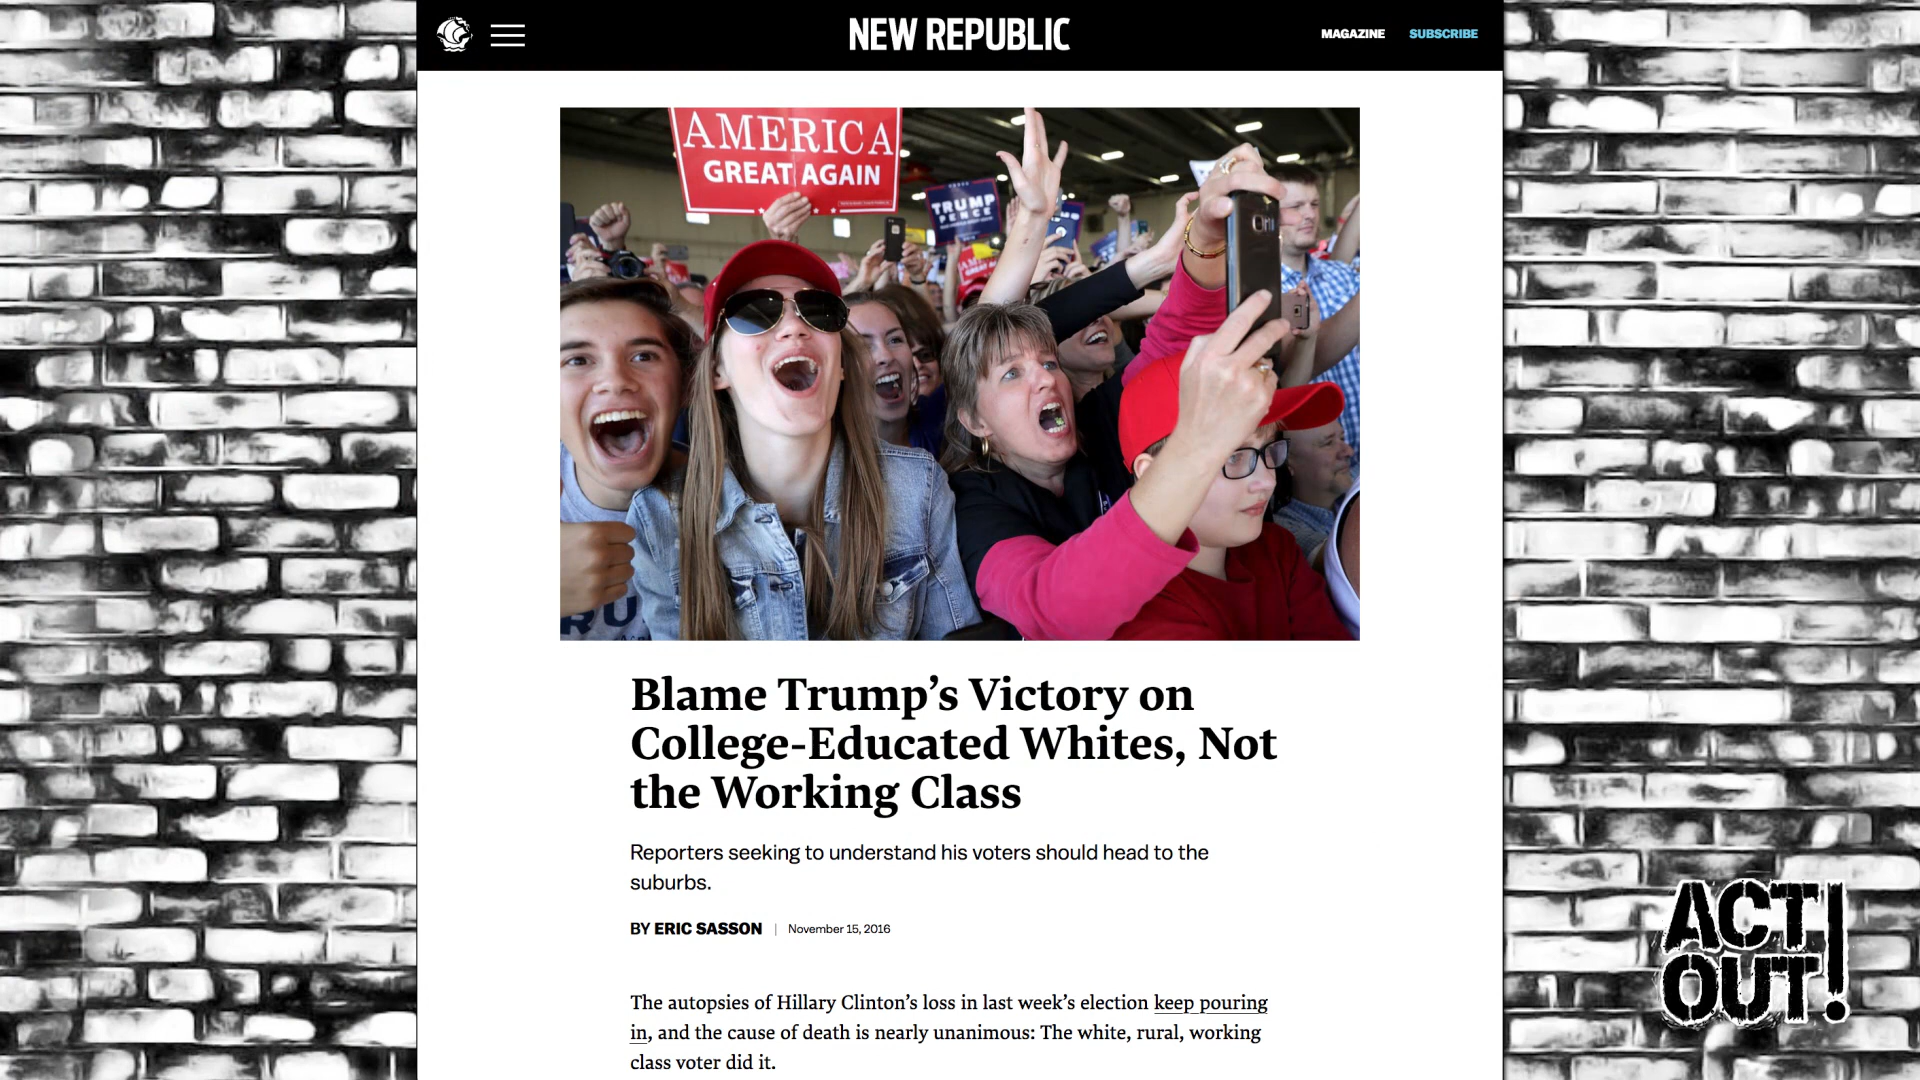 NEW REPUBLIC
MAGAZINE
SUBSCRIBE
AMERICA
GREAT AGAIN
TRUMP
PENCE
Blame Trump’s Victory on
College-Educated Whites, Not
the Working Class
Reporters seeking to understand his voters should head to the
suburbs.
BY ERIC SASSON | November 15, 2016
The autopsies of Hillary Clinton’s loss in last week’s election keep pouring
in, and the cause of death is nearly unanimous: The white, rural, working
class voter did it.
ACT
OUT!